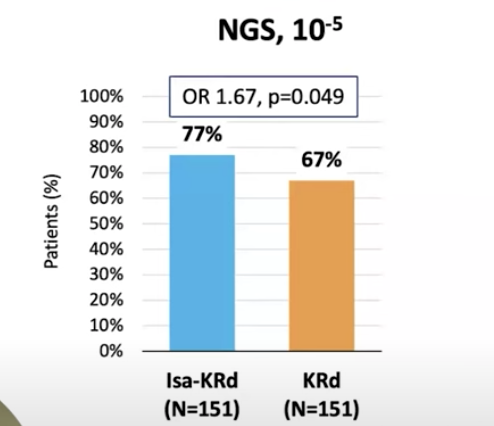 NGS, 10-5
OR 1.67, p=0.049
Patients (%)
100%
90%
80%
70%
60%
50%
40%
30%
20%
10%
0%
77%
67%
Isa-KRd
(N=151)
KRd
(N=151)